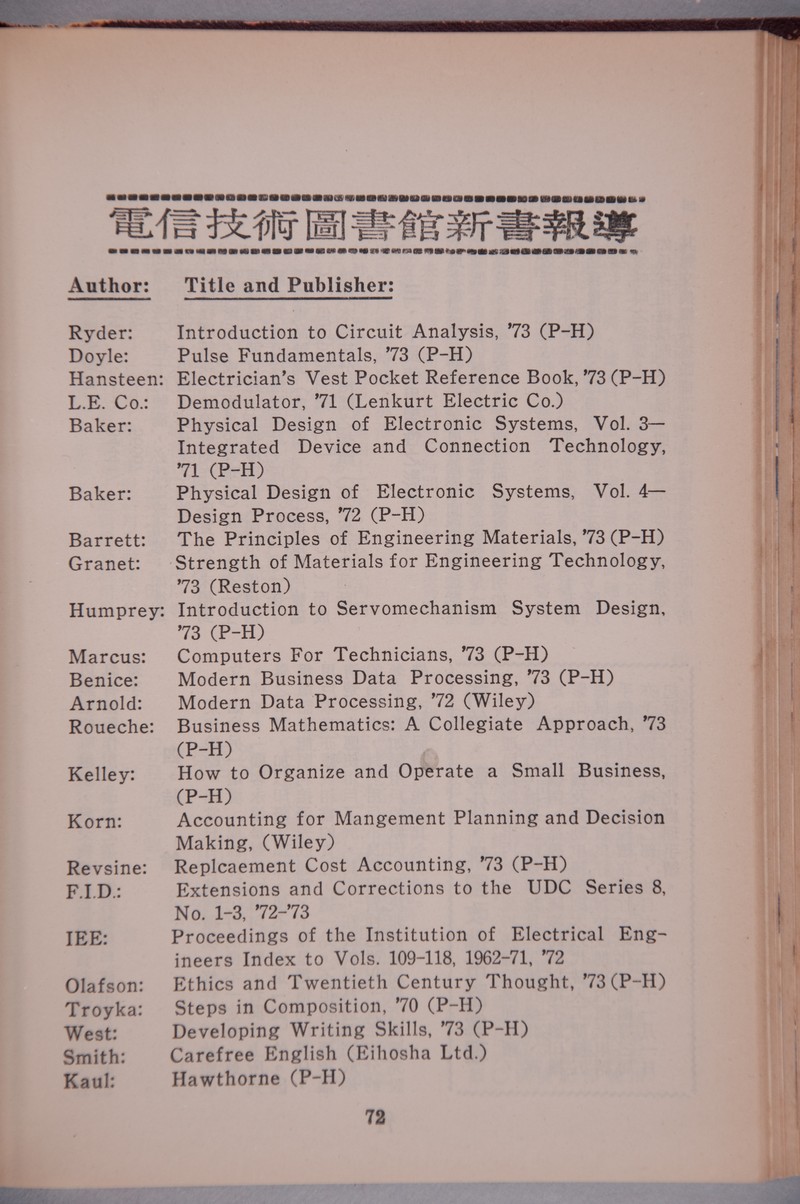 電信技術圖書館新書報導
Author: Title and Publisher:
Ryder: Introduction to Circuit Analysis, ’73 (P-H)
Doyle: Pulse Fundamentals, ’73 (P-H)
Hansteen: Electrician’s Vest Pocket Reference Book, ’73 (P-H)
L.E. Co.: Demodulator, ’71 (Lenkurt Electric Co.)
Baker: Physical Design of Electronic Systems, Vol. 3—
Integrated Device and Connection Technology,
’71 (P-H)
Baker: Physical Design of Electronic Systems, Vol. 4—
Design Process, ’72 (P-H)
Barrett: The Principles of Engineering Materials, ’73 (P-H)
Granet: Strength of Materials for Engineering Technology,
’73 (Reston)
Humprey: Introduction to Servomechanism System Design,
’73 (P-H)
Marcus: Computers For Technicians, ’73 (P-H)
Benice: Modern Business Data Processing, ’73 (P-H)
Arnold: Modern Data Processing, ’72 (Wiley)
Roueche: Business Mathematics: A Collegiate Approach, ’73
(P-H)
Kelley: How to Organize and Operate a Small Business,
(P-H)
Korn: Accounting for Mangement Planning and Decision
Making, (Wiley)
Revsine: Replcaement Cost Accounting, ’73 (P-H)
F.I.D.: Extensions and Corrections to the UDC Series 8,
No. 1-3, ’72-’73
IEE: Proceedings of the Institution of Electrical Eng-
ineers Index to Vols. 109-118, 1962-71, ’72
Olafson: Ethics and Twentieth Century Thought, ’73 (P-H)
Troyka: Steps in Composition, ’70 (P-H)
West: Developing Writing Skills, ’73 (P-H)
Smith: Carefree English (Eihosha Ltd.)
Kaul: Hawthorne (P-H)
72